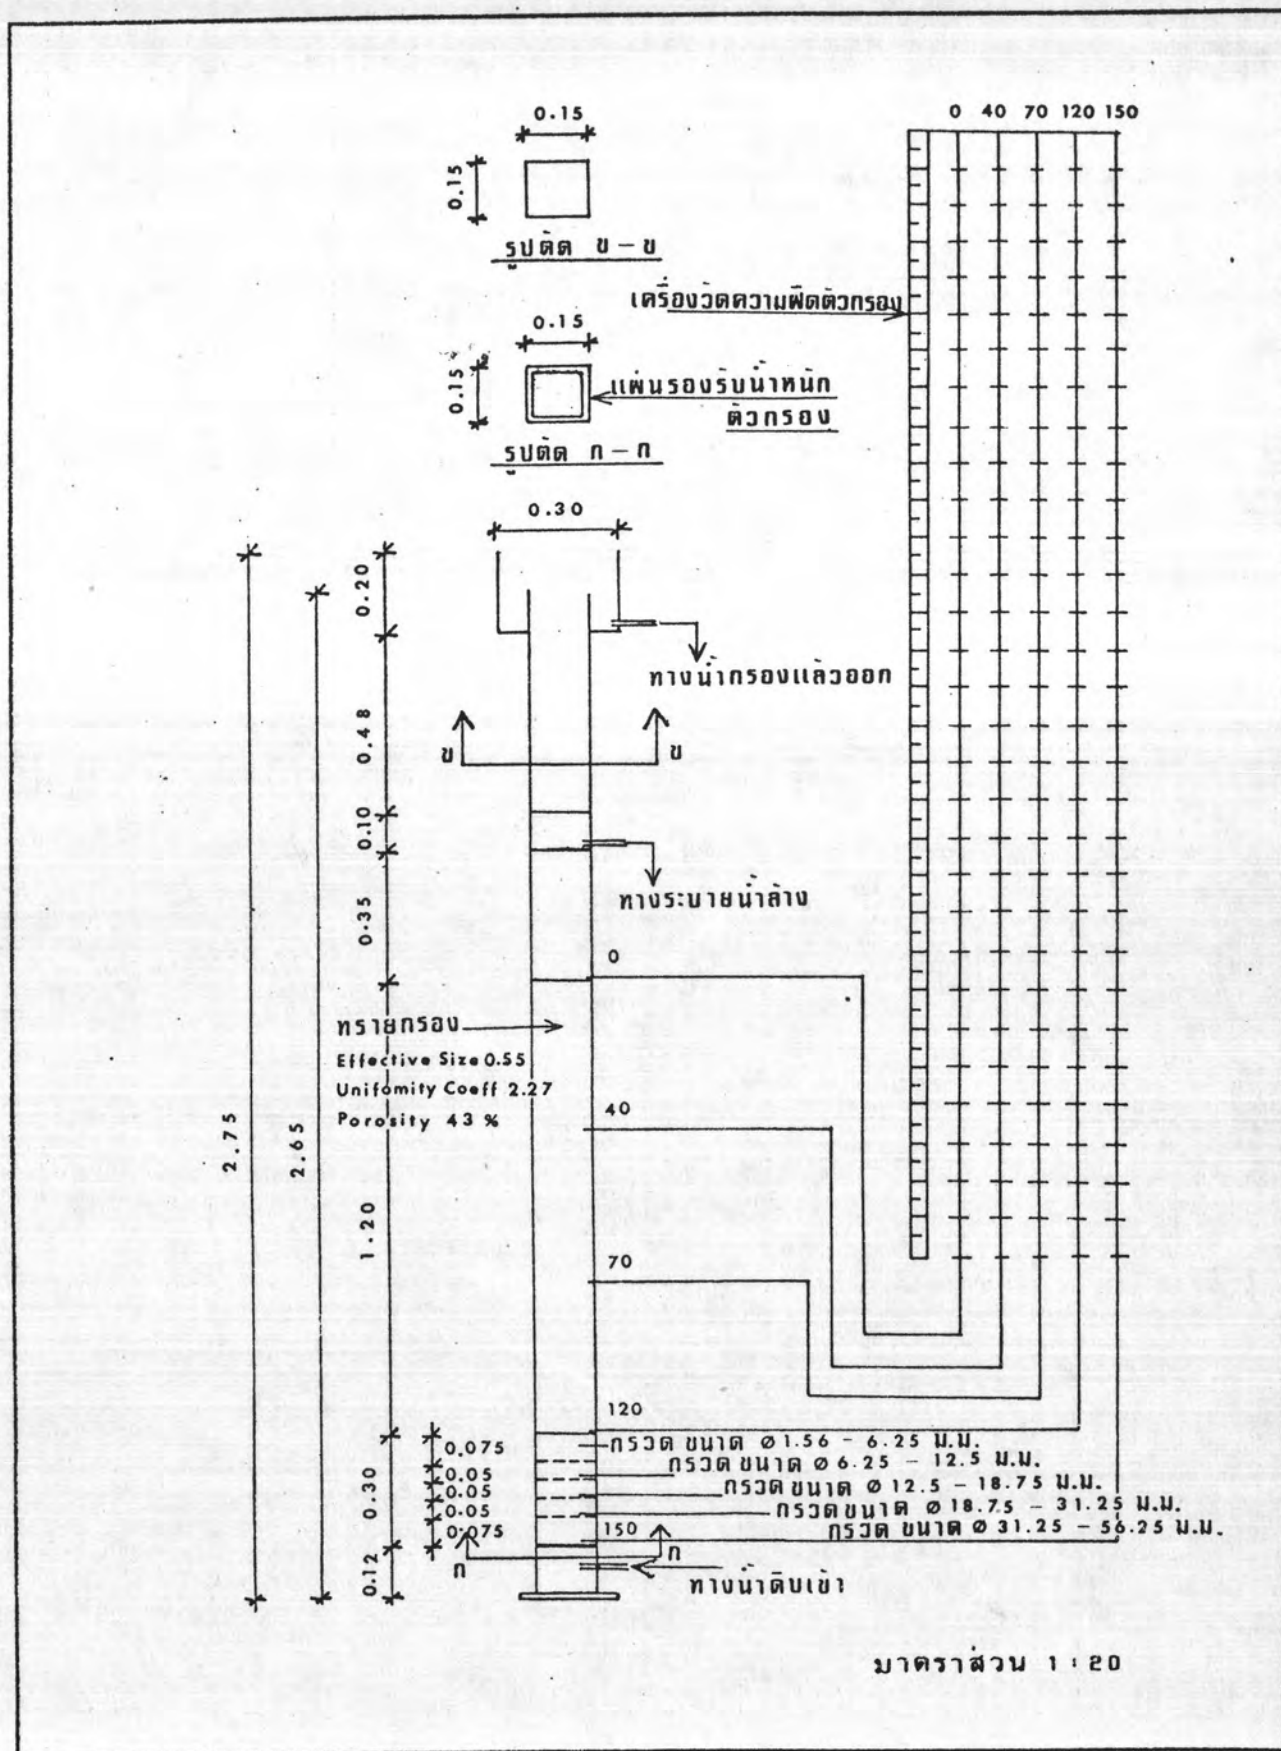 0 40 70 120 150
0.15
0.15
รูปตัด ข - ข
เครื่องวัดความฝืดตัวกรอง
0.15
0.15
แผ่นรองรับน้ำหนัก
ตัวกรอง
รูปตัด ก - ก
0.30
0.20
ทางน้ำกรองแล้วออก
0.48
ข ข
0.10
ทางระบายน้ำล้าง
0.35
0
ทรายกรอง
Effective Size 0.55
Unifomity Coeff 2.27
Porosity 43 %
40
2.75
2.65
1.20
70
120
0.075
กรวด ขนาด Ø 1.56 - 6.25 ม.ม.
0.05
กรวด ขนาด Ø 6.25 - 12.5 ม.ม.
0.30
0.05
กรวด ขนาด Ø 12.5 - 18.75 ม.ม.
0.05
กรวด ขนาด Ø 18.75 - 31.25 ม.ม.
0.075
150
กรวด ขนาด Ø 31.25 - 56.25 ม.ม.
0.12
ก ก
ทางน้ำดิบเข้า
มาตราส่วน 1:20